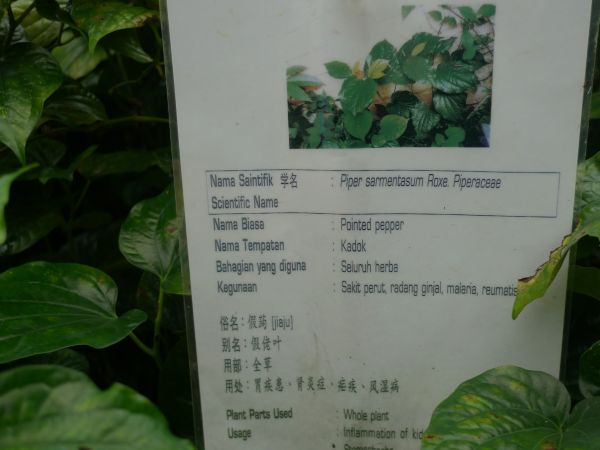 Nama Saintifik 学名 : Piper sarmentasum Roxe. Piperaceae
Scientific Name
Nama Biasa : Pointed pepper
Nama Tempatan : Kadok
Bahagian yang diguna : Seluruh herba
Kegunaan : Sakit perut, radang ginjal, malaria, reumatis
俗名：假蒟 (jiaju)
别名：假佬叶
用部：全草
用处：胃疾患、肾炎症、疟疾、风湿病
Plant Parts Used : Whole plant
Usage : Inflammation of